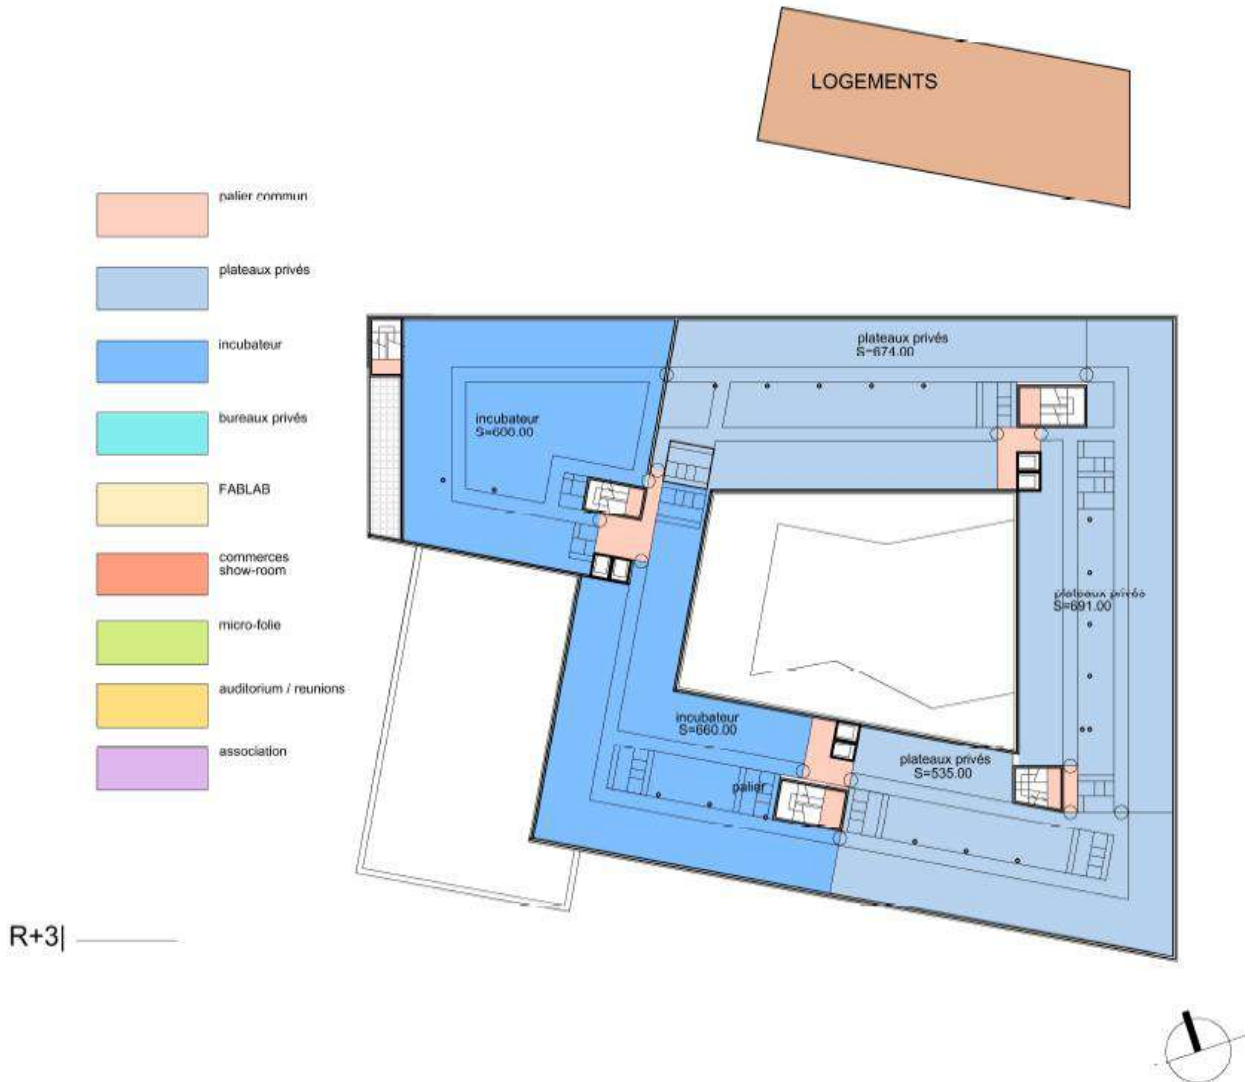 LOGEMENTS
palier commun
plateaux privés
incubateur
bureaux privés
FABLAB
commerces
show-room
micro-folie
auditorium / reunions
association
plateaux privés
S=674.00
incubateur
S=600.00
plateaux privés
S=691.00
incubateur
S=660.00
plateaux privés
S=535.00
palier
R+3|